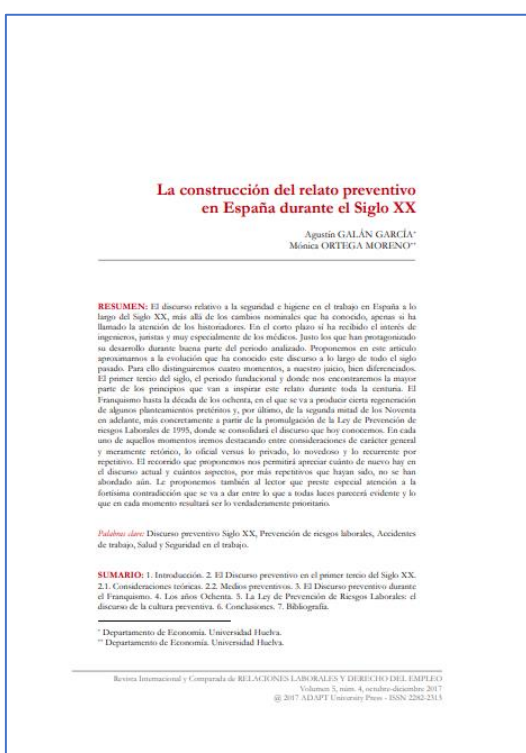 La construcción del relato preventivo
en España durante el Siglo XX
Agustín GALÁN GARCÍA*
Mónica ORTEGA MORENO**
RESUMEN: El discurso relativo a la seguridad e higiene en el trabajo en España a lo
largo del Siglo XX, más allá de los cambios nominales que ha conocido, apenas si ha
llamado la atención de los historiadores. En el corto plazo sí ha recibido el interés de
ingenieros, juristas y muy especialmente de los médicos. Justo los que han protagonizado
su desarrollo durante buena parte del periodo analizado. Proponemos en este artículo
aproximarnos a la evolución que ha conocido este discurso a lo largo de todo el siglo
pasado. Para ello distinguiremos cuatro momentos, a nuestro juicio, bien diferenciados.
El primer tercio del siglo, el periodo fundacional y donde nos encontraremos la mayor
parte de los principios que van a inspirar este relato durante toda la centuria. El
Franquismo hasta la década de los ochenta, en el que se va a producir cierta regeneración
de algunos planteamientos pretéritos y, por último, de la segunda mitad de los Noventa
en adelante, más concretamente a partir de la promulgación de la Ley de Prevención de
riesgos Laborales de 1995, donde se consolidará el discurso que hoy conocemos. En cada
uno de aquellos momentos iremos destacando entre consideraciones de carácter general
y meramente retórico, lo oficial versus lo privado, lo novedoso y lo recurrente por
repetitivo. El recorrido que proponemos nos permitirá apreciar cuánto de nuevo hay en
el discurso actual y cuántos aspectos, por más repetitivos que hayan sido, no se han
abordado aún. Le proponemos también al lector que preste especial atención a la
fortísima contradicción que se va a dar entre lo que a todas luces parecerá evidente y lo
que en cada momento resultará ser lo verdaderamente prioritario.
Palabras clave: Discurso preventivo Siglo XX, Prevención de riesgos laborales, Accidentes
de trabajo, Salud y Seguridad en el trabajo.
SUMARIO: 1. Introducción. 2. El Discurso preventivo en el primer tercio del Siglo XX.
2.1. Consideraciones teóricas. 2.2. Medios preventivos. 3. El Discurso preventivo durante
el Franquismo. 4. Los años Ochenta. 5. La Ley de Prevención de Riesgos Laborales: el
discurso de la cultura preventiva. 6. Conclusiones. 7. Bibliografía.
* Departamento de Economía. Universidad Huelva.
** Departamento de Economía. Universidad Huelva.
Revista Internacional y Comparada de RELACIONES LABORALES Y DERECHO DEL EMPLEO
Volumen 5, núm. 4, octubre-diciembre 2017
@ 2017 ADAPT University Press - ISSN 2282-2313